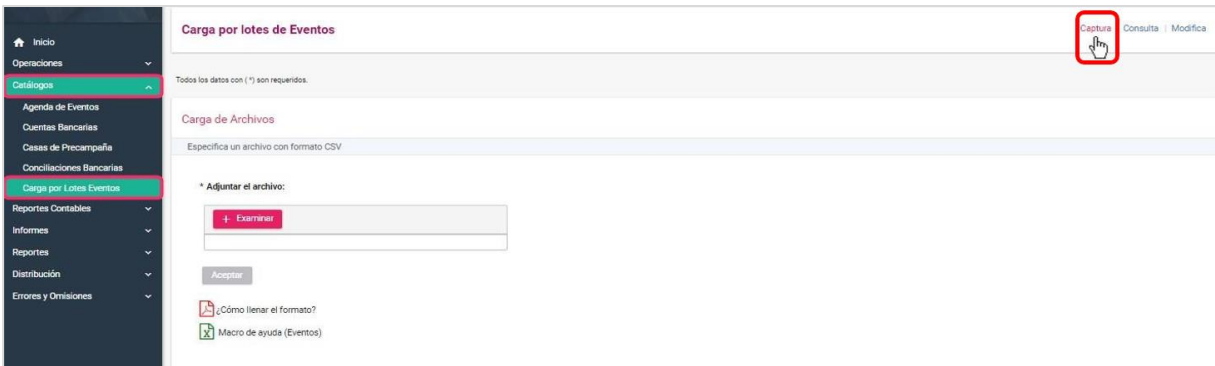 Carga por lotes de Eventos
Captura | Consulta | Modifica
Inicio
Operaciones
Catálogos
Agenda de Eventos
Cuentas Bancarias
Casas de Precampaña
Conciliaciones Bancarias
Carga por Lotes Eventos
Reportes Contables
Informes
Reportes
Distribución
Errores y Omisiones
Todos los datos con ( *) son requeridos.
Carga de Archivos
Especifica un archivo con formato CSV
* Adjuntar el archivo:
+ Examinar
Aceptar
¿Cómo llenar el formato?
Macro de ayuda (Eventos)